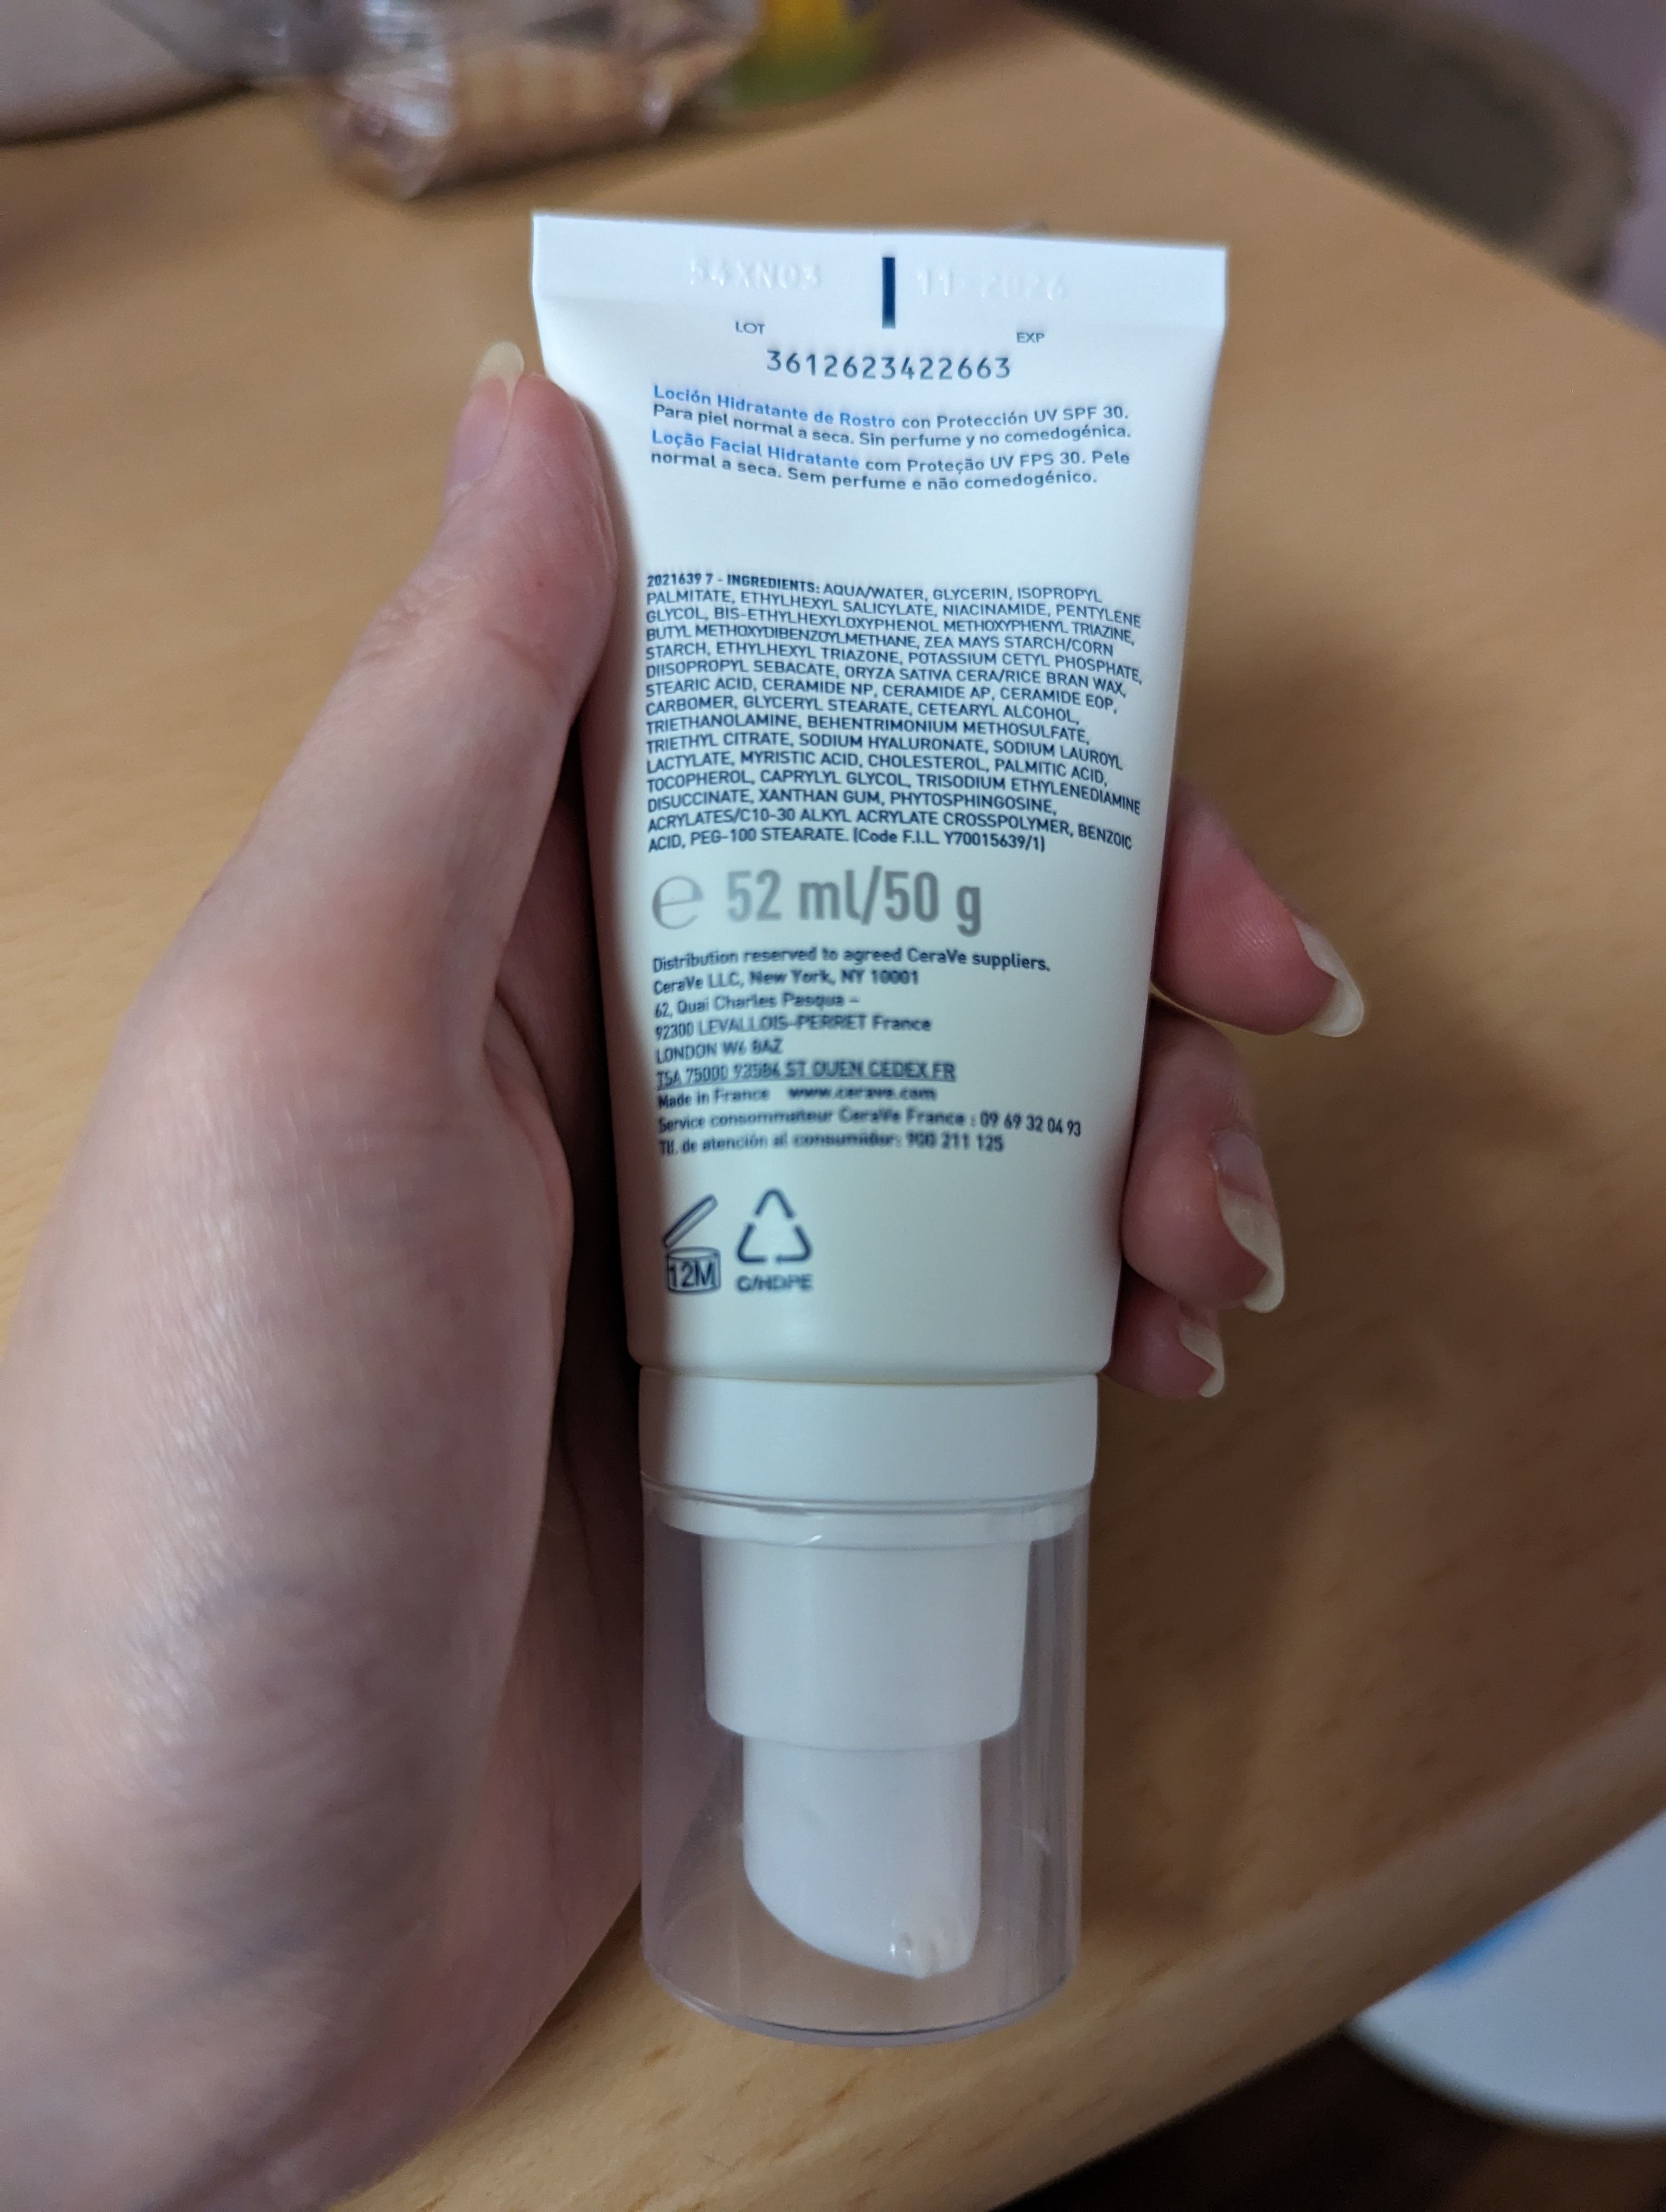 54XN03 11-2026
LOT EXP
3612623422663
Loción Hidratante de Rostro con Protección UV SPF 30.
Para piel normal a seca. Sin perfume y no comedogénica.
Loção Facial Hidratante com Proteção UV FPS 30. Pele
normal a seca. Sem perfume e não comedogénico.
2021639 7 - INGREDIENTS: AQUA/WATER, GLYCERIN, ISOPROPYL
PALMITATE, ETHYLHEXYL SALICYLATE, NIACINAMIDE, PENTYLENE
GLYCOL, BIS-ETHYLHEXYLOXYPHENOL METHOXYPHENYL TRIAZINE,
BUTYL METHOXYDIBENZOYLMETHANE, ZEA MAYS STARCH/CORN
STARCH, ETHYLHEXYL TRIAZONE, POTASSIUM CETYL PHOSPHATE,
DIISOPROPYL SEBACATE, ORYZA SATIVA CERA/RICE BRAN WAX,
STEARIC ACID, CERAMIDE NP, CERAMIDE AP, CERAMIDE EOP,
CARBOMER, GLYCERYL STEARATE, CETEARYL ALCOHOL,
TRIETHANOLAMINE, BEHENTRIMONIUM METHOSULFATE,
TRIETHYL CITRATE, SODIUM HYALURONATE, SODIUM LAUROYL
LACTYLATE, MYRISTIC ACID, CHOLESTEROL, PALMITIC ACID,
TOCOPHEROL, CAPRYLYL GLYCOL, TRISODIUM ETHYLENEDIAMINE
DISUCCINATE, XANTHAN GUM, PHYTOSPHINGOSINE,
ACRYLATES/C10-30 ALKYL ACRYLATE CROSSPOLYMER, BENZOIC
ACID, PEG-100 STEARATE. (Code F.I.L. Y70015639/1)
e 52 ml/50 g
Distribution reserved to agreed CeraVe suppliers.
CeraVe LLC, New York, NY 10001
62, Quai Charles Pasqua –
92300 LEVALLOIS-PERRET France
LONDON W6 8AZ
TSA 75000 93584 ST OUEN CEDEX FR
Made in France www.cerave.com
Service consommateur CeraVe France : 09 69 32 04 93
Tlf. de atención al consumidor: 900 211 125
12M C/HDPE